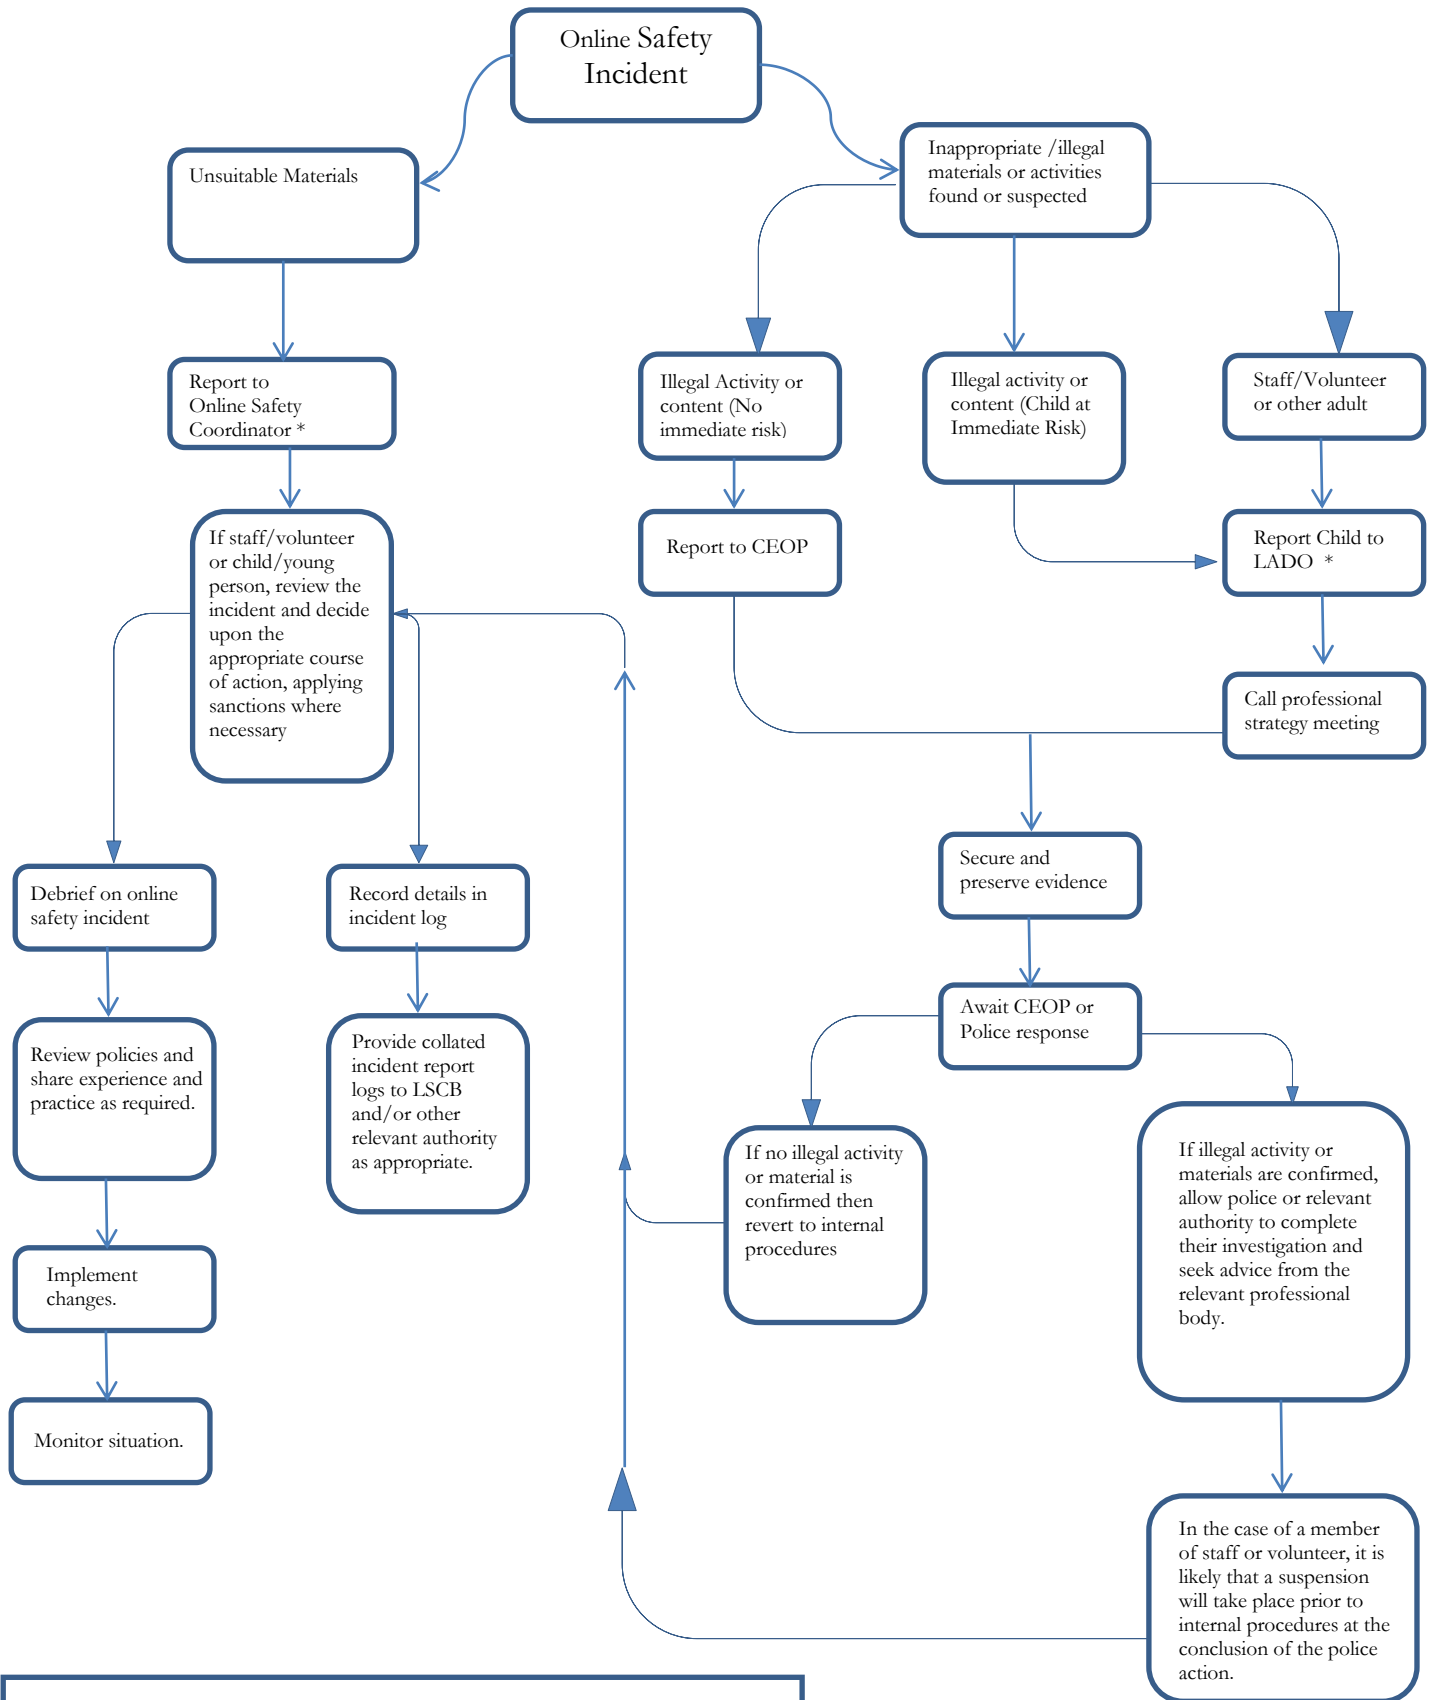 Online Safety
Incident
Unsuitable Materials
Inappropriate /illegal
materials or activities
found or suspected
Report to
Online Safety
Coordinator *
Illegal Activity or
content (No
immediate risk)
Illegal activity or
content (Child at
Immediate Risk)
Staff/Volunteer
or other adult
If staff/volunteer
or child/young
person, review the
incident and decide
upon the
appropriate course
of action, applying
sanctions where
necessary
Report to CEOP
Report Child to
LADO *
Call professional
strategy meeting
Secure and
preserve evidence
Debrief on online
safety incident
Record details in
incident log
Await CEOP or
Police response
Review policies and
share experience and
practice as required.
Provide collated
incident report
logs to LSCB
and/or other
relevant authority
as appropriate.
If no illegal activity
or material is
confirmed then
revert to internal
procedures
If illegal activity or
materials are confirmed,
allow police or relevant
authority to complete
their investigation and
seek advice from the
relevant professional
body.
Implement
changes.
Monitor situation.
In the case of a member
of staff or volunteer, it is
likely that a suspension
will take place prior to
internal procedures at the
conclusion of the police
action.